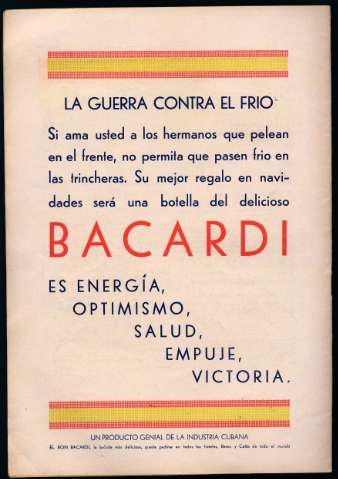 LA GUERRA CONTRA EL FRIO
Si ama usted a los hermanos que pelean
en el frente, no permita que pasen frio en
las trincheras. Su mejor regalo en navi-
dades será una botella del delicioso
BACARDI
ES ENERGÍA,
OPTIMISMO,
SALUD,
EMPUJE,
VICTORIA.
UN PRODUCTO GENIAL DE LA INDUSTRIA CUBANA
EL RON BACARDI, la bebida más deliciosa, puede pedirse en todos los hoteles, Bares y Cafés de todo el mundo